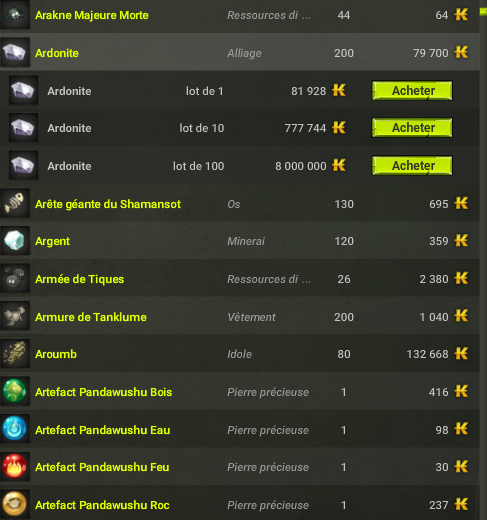 Arakne Majeure Morte Ressources di ... 44 64
Ardonite Alliage 200 79 700
Ardonite lot de 1 81 928 Acheter
Ardonite lot de 10 777 744 Acheter
Ardonite lot de 100 8 000 000 Acheter
Arête géante du Shamansot Os 130 695
Argent Minerai 120 359
Armée de Tiques Ressources di ... 26 2 380
Armure de Tanklume Vêtement 200 1 040
Aroumb Idole 80 132 668
Artefact Pandawushu Bois Pierre précieuse 1 416
Artefact Pandawushu Eau Pierre précieuse 1 98
Artefact Pandawushu Feu Pierre précieuse 1 30
Artefact Pandawushu Roc Pierre précieuse 1 237